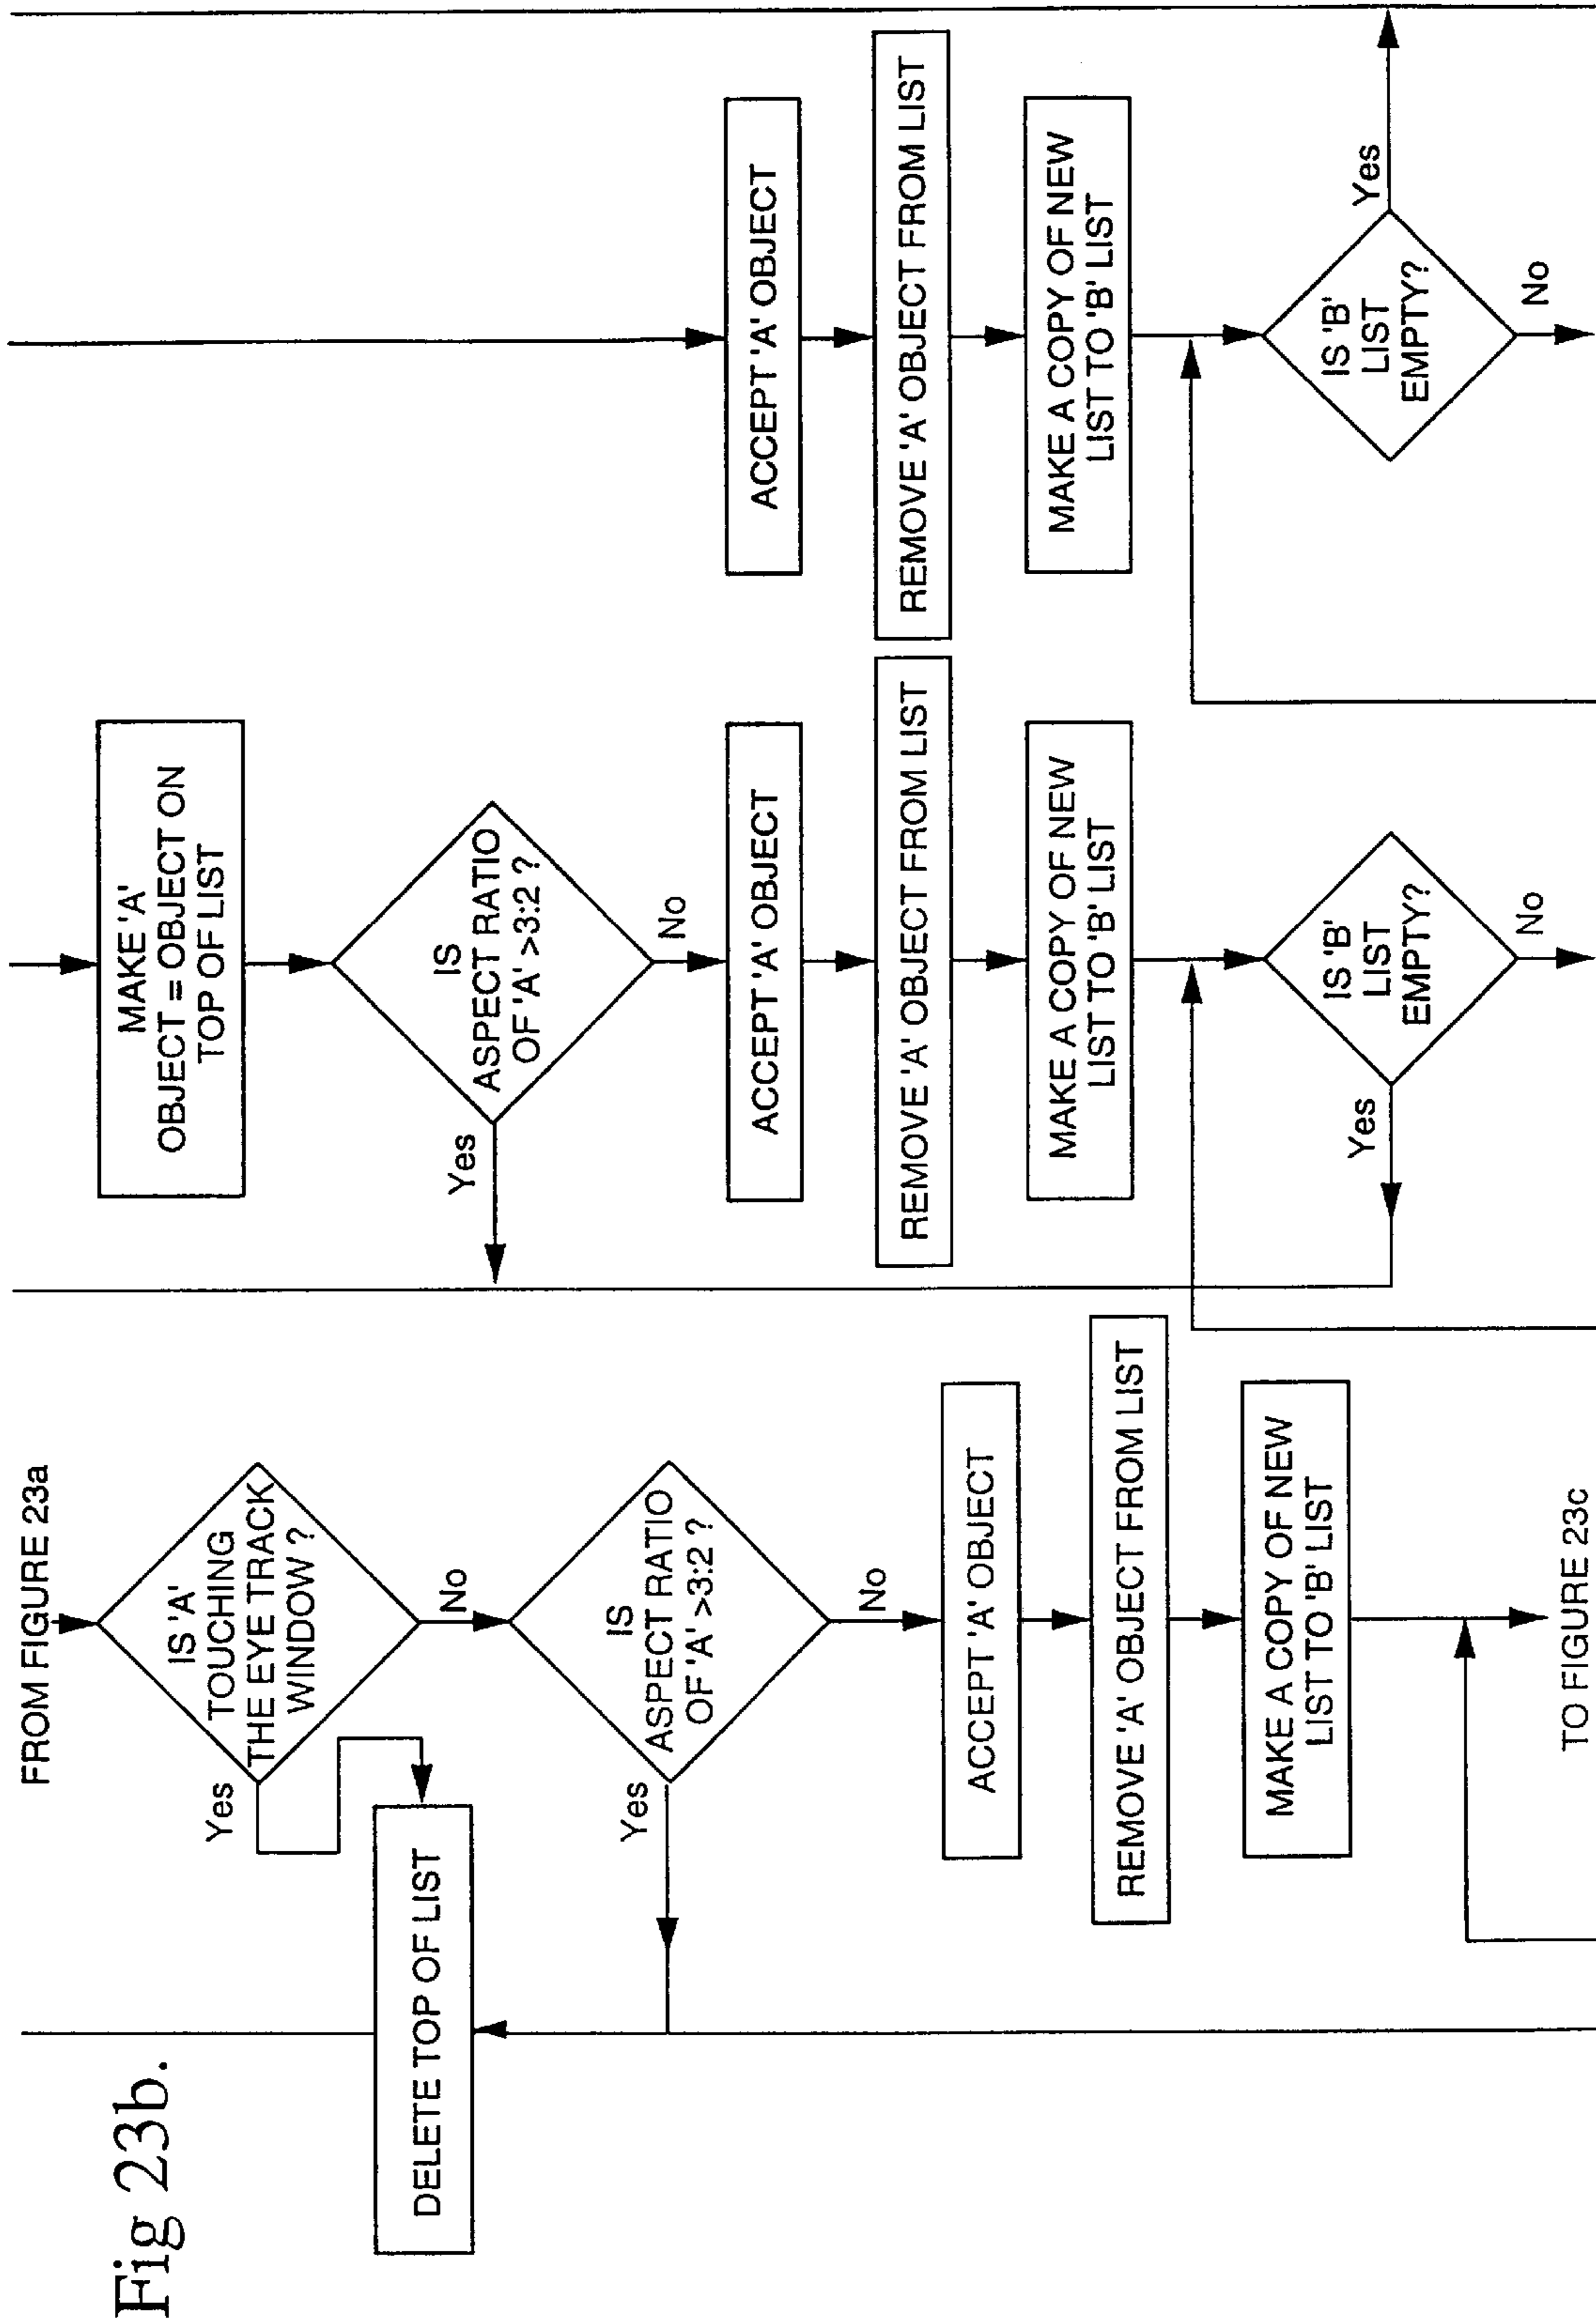 Fig 23b.
FROM FIGURE 23a
IS 'A'
TOUCHING
THE EYE TRACK
WINDOW ?
Yes
No
DELETE TOP OF LIST
IS
ASPECT RATIO
OF 'A' >3:2 ?
Yes
No
ACCEPT 'A' OBJECT
REMOVE 'A' OBJECT FROM LIST
MAKE A COPY OF NEW
LIST TO 'B' LIST
TO FIGURE 23c
MAKE 'A'
OBJECT = OBJECT ON
TOP OF LIST
IS
ASPECT RATIO
OF 'A' >3:2 ?
Yes
No
ACCEPT 'A' OBJECT
REMOVE 'A' OBJECT FROM LIST
MAKE A COPY OF NEW
LIST TO 'B' LIST
IS 'B'
LIST
EMPTY?
Yes
No
ACCEPT 'A' OBJECT
REMOVE 'A' OBJECT FROM LIST
MAKE A COPY OF NEW
LIST TO 'B' LIST
IS 'B'
LIST
EMPTY?
Yes
No